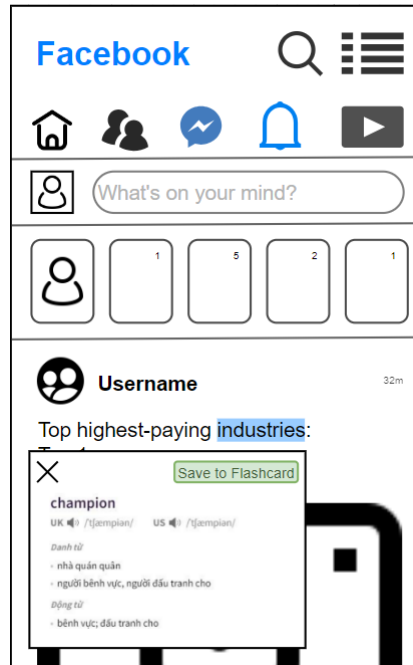 Facebook
What's on your mind?
1 5 2 1
Username 32m
Top highest-paying industries:
Save to Flashcard
champion
UK /'tʃæmpiən/ US /'tʃæmpiən/
Danh từ
- nhà quán quân
- người bênh vực, người đấu tranh cho
Động từ
- bênh vực; đấu tranh cho